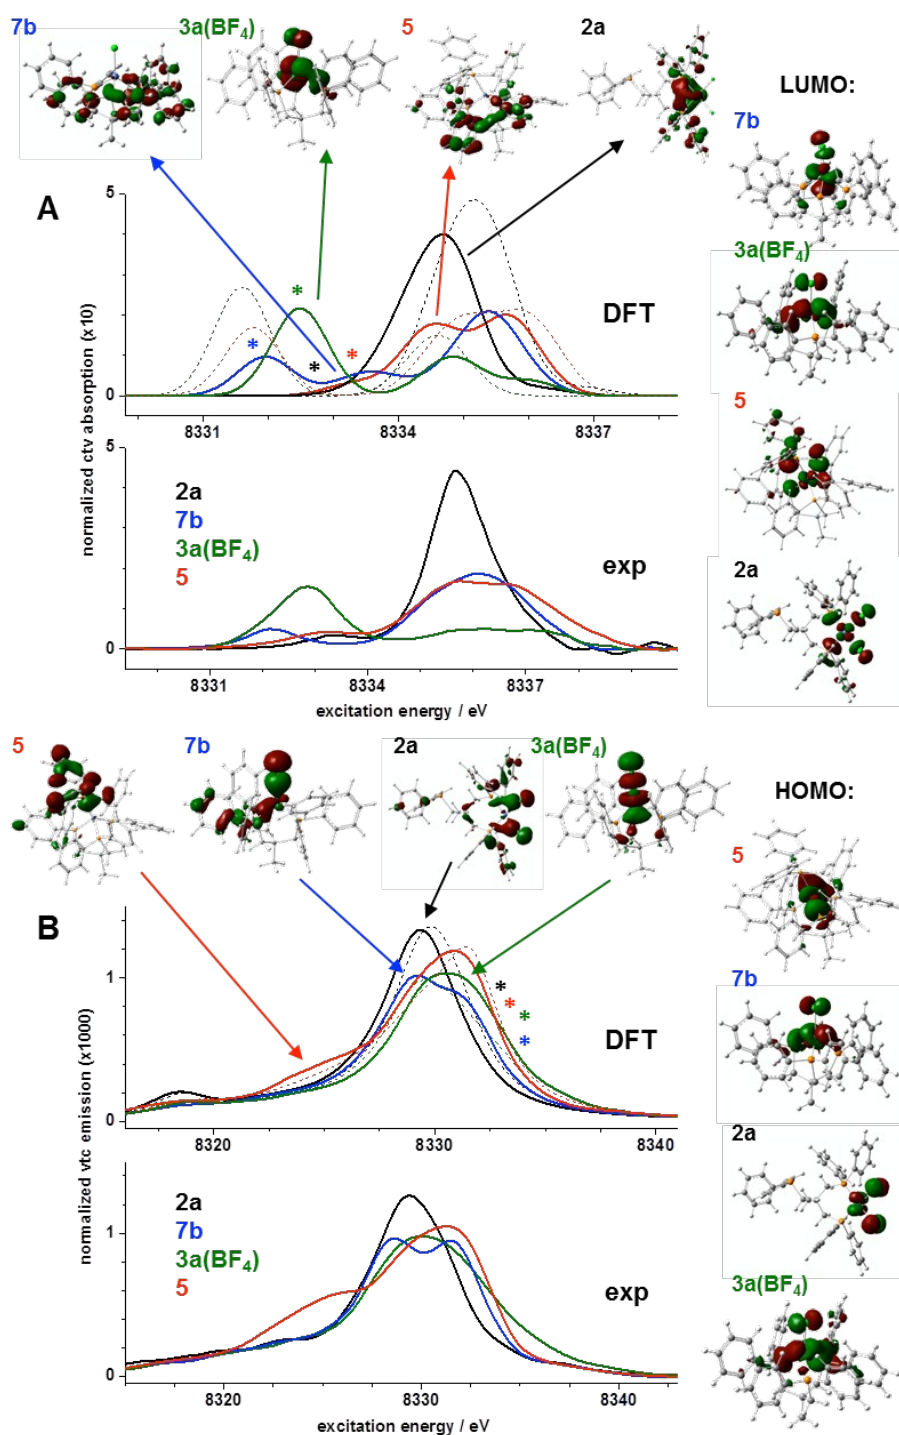 7b 3a(BF4) 5 2a
LUMO:
7b
A
5
* * * *
DFT
3a(BF4)
0
8331 8334 8337
normalized ctv absorption (x10)
5
5
2a
7b
3a(BF4)
5
exp
2a
0
8331 8334 8337
excitation energy / eV
5 7b 2a 3a(BF4)
HOMO:
5
B
1
* * * *
DFT
7b
0
8320 8330 8340
normalized vtc emission (x1000)
2a
2a
7b
3a(BF4)
5
1
exp
3a(BF4)
0
8320 8330 8340
excitation energy / eV